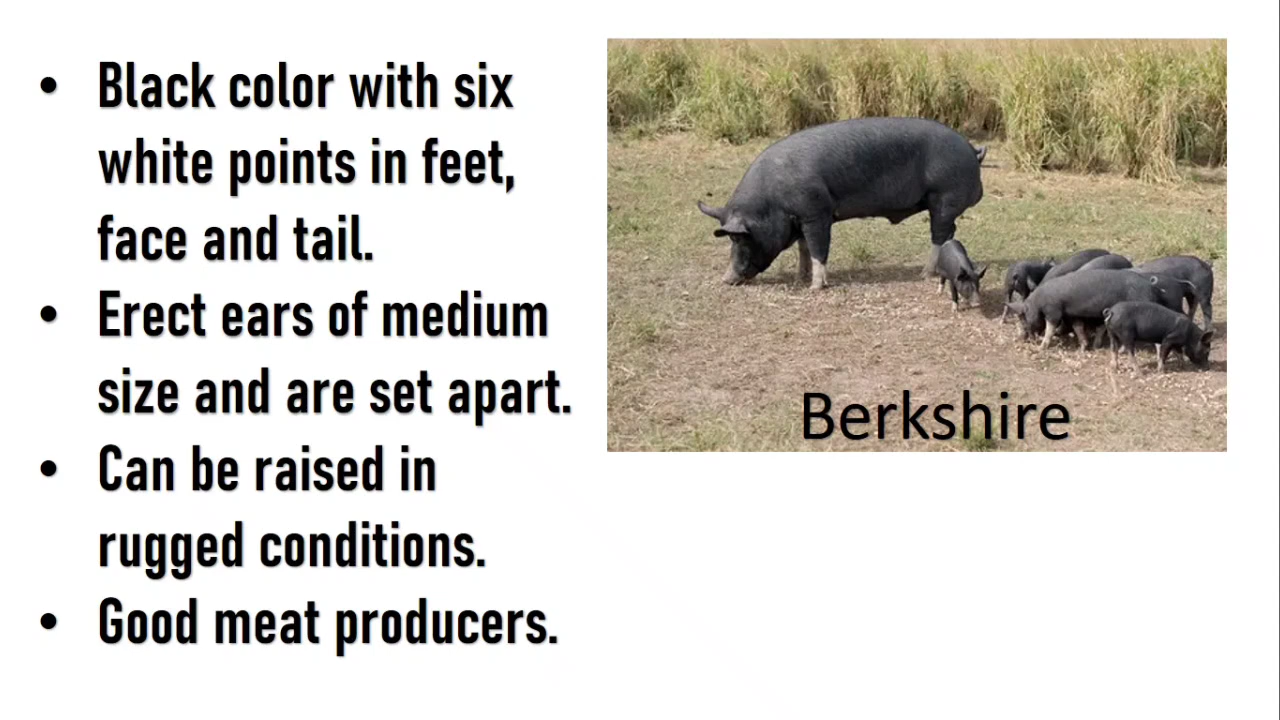 • Black color with six
white points in feet,
face and tail.
• Erect ears of medium
size and are set apart.
• Can be raised in
rugged conditions.
• Good meat producers.
Berkshire